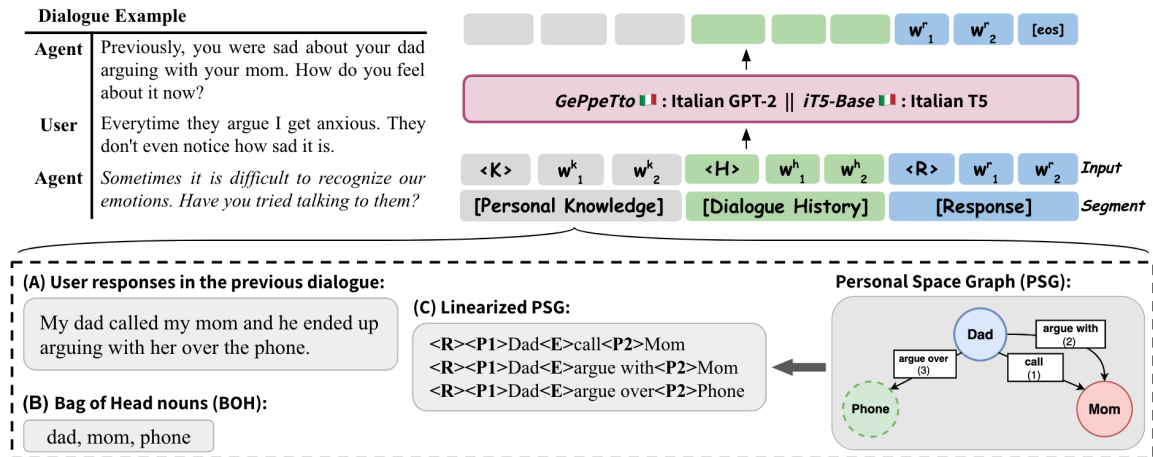 Dialogue Example
Agent
Previously, you were sad about your dad
arguing with your mom. How do you feel
about it now?
User
Everytime they argue I get anxious. They
don't even notice how sad it is.
Agent
Sometimes it is difficult to recognize our
emotions. Have you tried talking to them?
w^r_1 w^r_2 [eos]
GePpeTto : Italian GPT-2 || iT5-Base : Italian T5
<K> w^k_1 w^k_2 <H> w^h_1 w^h_2 <R> w^r_1 w^r_2 Input
[Personal Knowledge] [Dialogue History] [Response] Segment
(A) User responses in the previous dialogue:
My dad called my mom and he ended up
arguing with her over the phone.
(B) Bag of Head nouns (BOH):
dad, mom, phone
(C) Linearized PSG:
<R><P1>Dad<E>call<P2>Mom
<R><P1>Dad<E>argue with<P2>Mom
<R><P1>Dad<E>argue over<P2>Phone
Personal Space Graph (PSG):
Dad
argue with
(2)
argue over
(3)
call
(1)
Phone
Mom